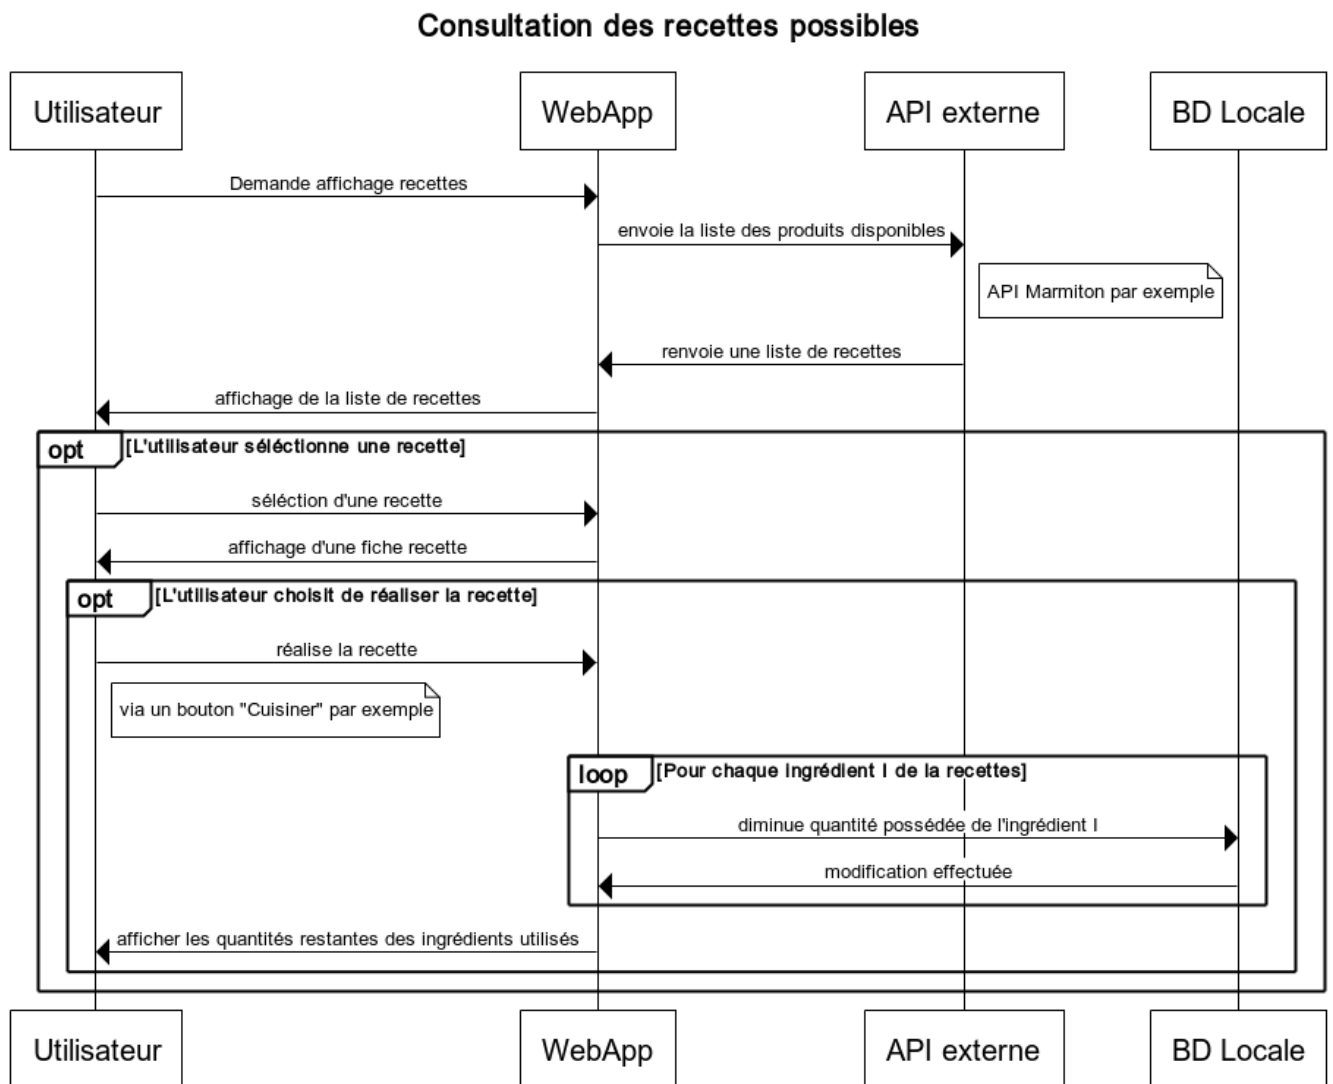 Consultation des recettes possibles
Utilisateur
WebApp
API externe
BD Locale
Demande affichage recettes
envoie la liste des produits disponibles
API Marmiton par exemple
renvoie une liste de recettes
affichage de la liste de recettes
opt
[L'utilisateur séléctionne une recette]
séléction d'une recette
affichage d'une fiche recette
opt
[L'utilisateur choisit de réaliser la recette]
réalise la recette
via un bouton "Cuisiner" par exemple
loop
[Pour chaque ingrédient I de la recettes]
diminue quantité possédée de l'ingrédient I
modification effectuée
afficher les quantités restantes des ingrédients utilisés
Utilisateur
WebApp
API externe
BD Locale